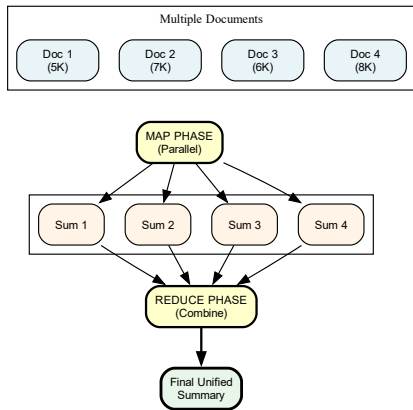 Multiple Documents
Doc 1
(5K)
Doc 2
(7K)
Doc 3
(6K)
Doc 4
(8K)
MAP PHASE
(Parallel)
Sum 1
Sum 2
Sum 3
Sum 4
REDUCE PHASE
(Combine)
Final Unified
Summary